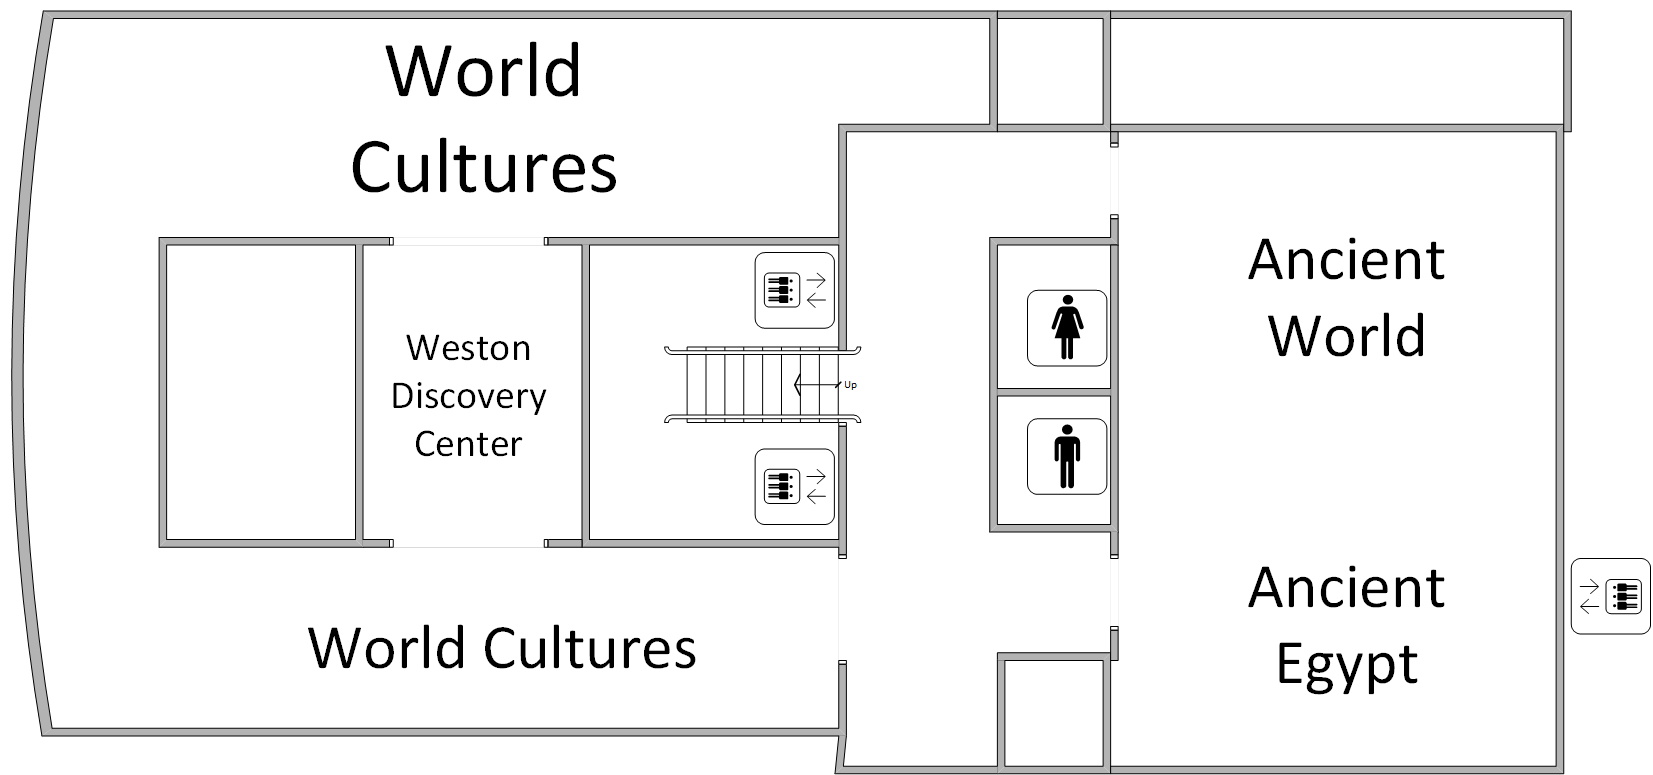 World
Cultures
Weston
Discovery
Center
Up
Ancient
World
Ancient
Egypt
World Cultures